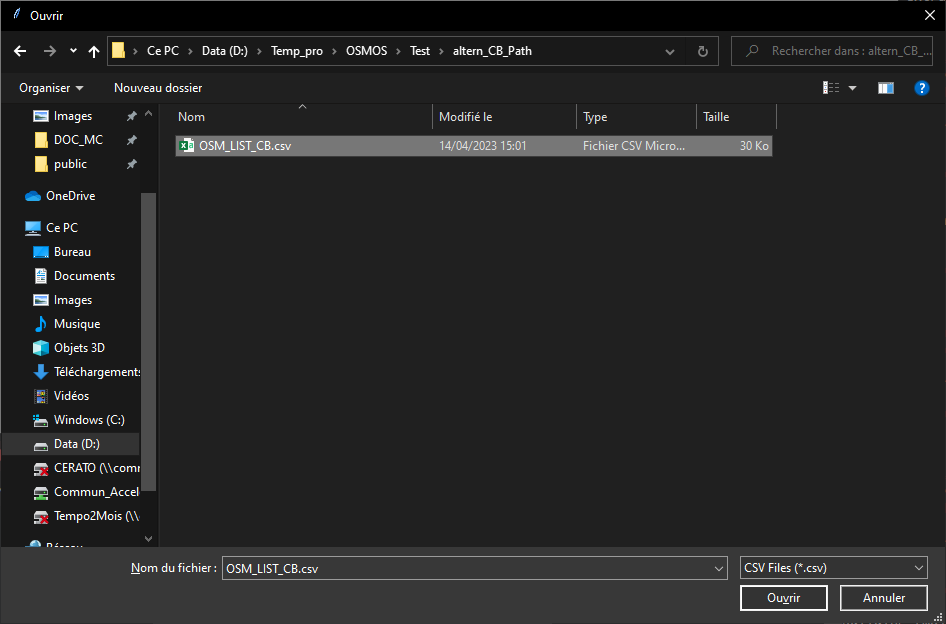 Ouvrir
Ce PC > Data (D:) > Temp_pro > OSMOS > Test > altern_CB_Path
Rechercher dans : altern_CB_...
Organiser
Nouveau dossier
Images
DOC_MC
public
OneDrive
Ce PC
Bureau
Documents
Images
Musique
Objets 3D
Téléchargements
Vidéos
Windows (C:)
Data (D:)
CERATO (\\com
Commun_Accel
Tempo2Mois (\\
Réseau
Nom Modifié le Type Taille
OSM_LIST_CB.csv 14/04/2023 15:01 Fichier CSV Micro... 30 Ko
Nom du fichier : OSM_LIST_CB.csv
CSV Files (*.csv)
Ouvrir
Annuler